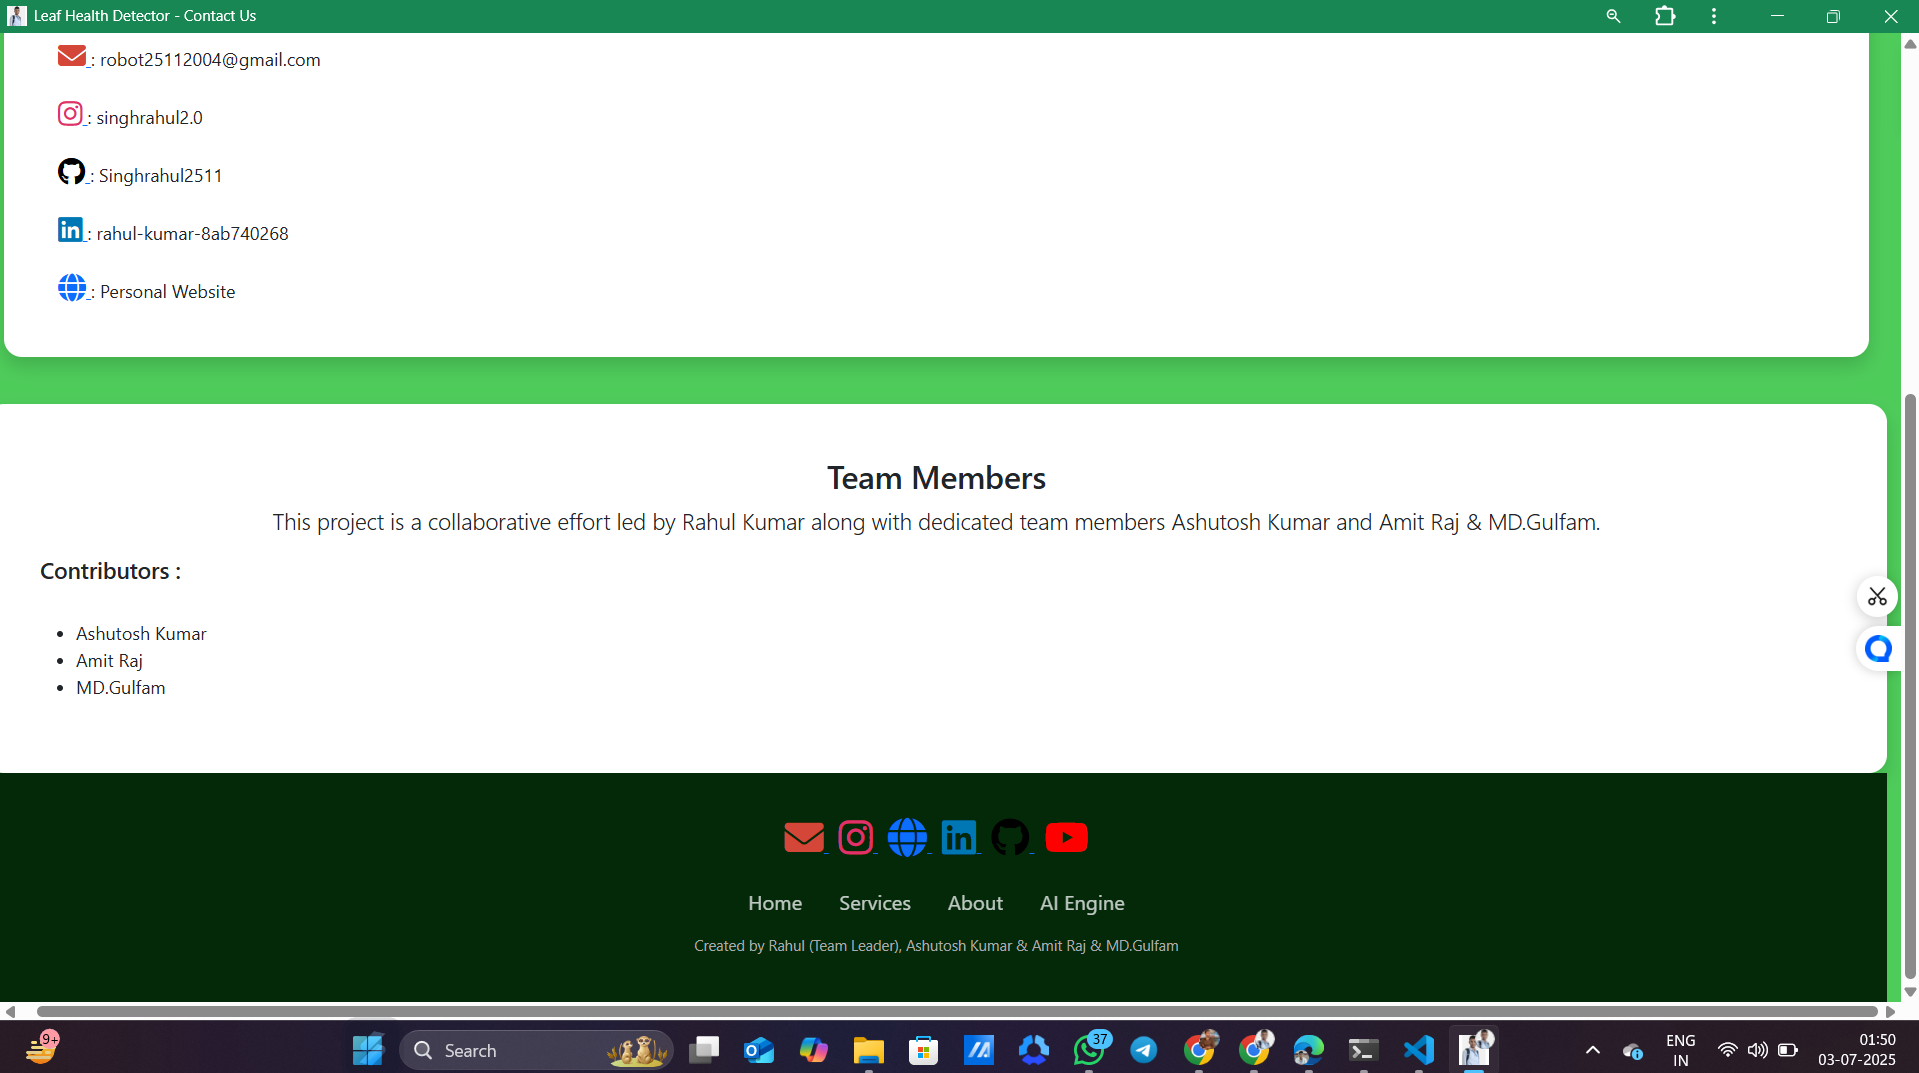 Leaf Health Detector - Contact Us
: robot25112004@gmail.com
: singhrahul2.0
: Singhrahul2511
in : rahul-kumar-8ab740268
: Personal Website
Team Members
This project is a collaborative effort led by Rahul Kumar along with dedicated team members Ashutosh Kumar and Amit Raj & MD.Gulfam.
Contributors :
• Ashutosh Kumar
• Amit Raj
• MD.Gulfam
in
Home Services About AI Engine
Created by Rahul (Team Leader), Ashutosh Kumar & Amit Raj & MD.Gulfam
9+
Search
37
ENG
IN
01:50
03-07-2025